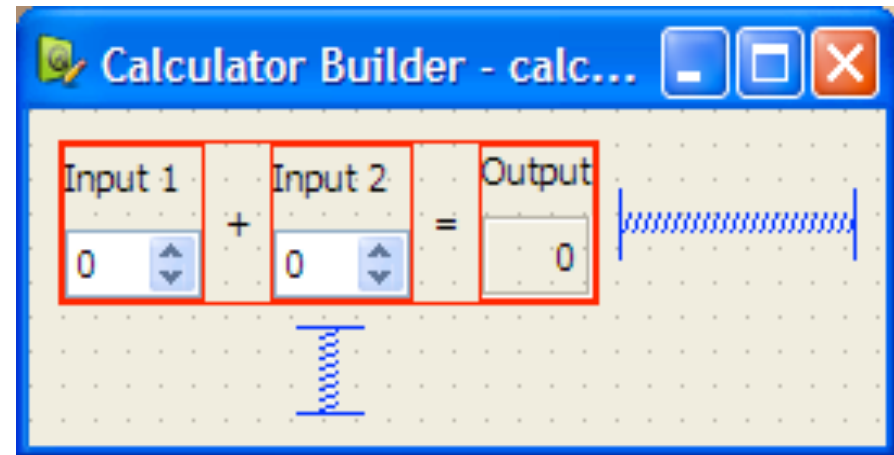 Calculator Builder - calc...
Input 1 Input 2 Output
+ =
0 0 0